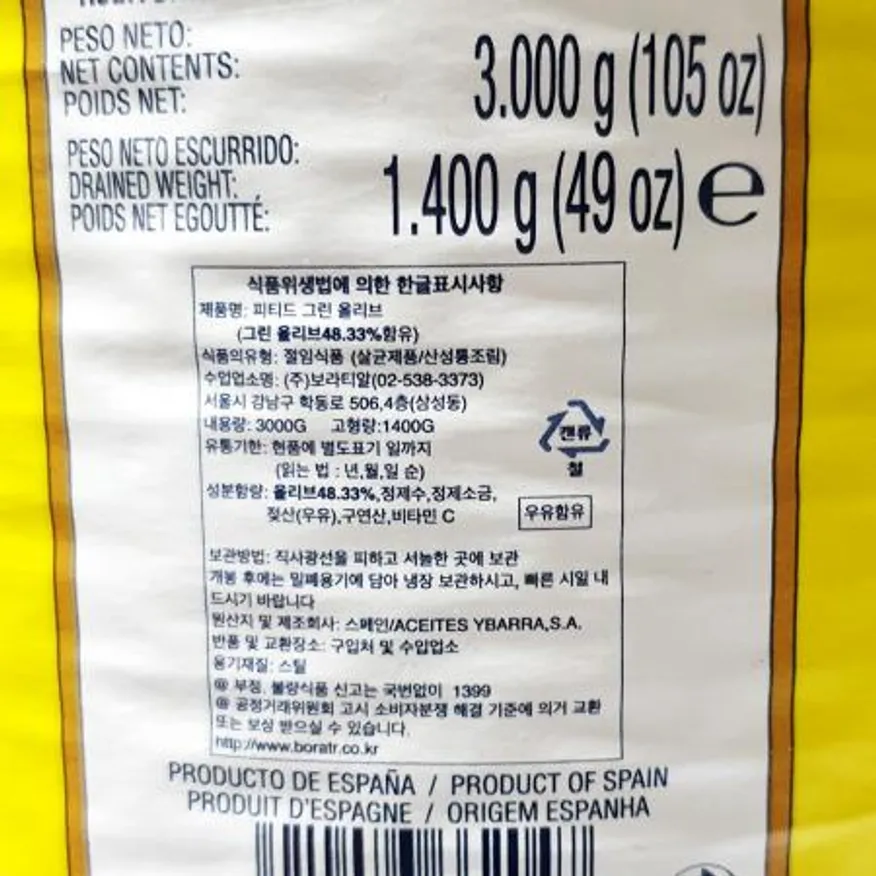 PESO NETO:
NET CONTENTS:
POIDS NET:
3.000 g (105 oz)
PESO NETO ESCURRIDO:
DRAINED WEIGHT:
POIDS NET EGOUTTÉ:
1.400 g (49 oz) e
식품위생법에 의한 한글표시사항
제품명: 피티드 그린 올리브
(그린 올리브48.33%함유)
식품의유형: 절임식품 (살균제품/산성통조림)
수입업소명: (주)보라티알(02-538-3373)
서울시 강남구 학동로 506,4층(삼성동)
내용량: 3000G 고형량:1400G
유통기한: 현품에 별도표기 일까지
(읽는 법 : 년,월,일 순)
성분함량: 올리브48.33%,정제수,정제소금,
젖산(우유),구연산,비타민 C
캔류
철
우유함유
보관방법: 직사광선을 피하고 서늘한 곳에 보관
개봉 후에는 밀폐용기에 담아 냉장 보관하시고, 빠른 시일 내
드시기 바랍니다
원산지 및 제조회사: 스페인/ACEITES YBARRA,S.A.
반품 및 교환장소: 구입처 및 수입업소
용기재질: 스틸
@ 부정, 불량식품 신고는 국번없이 1399
@ 공정거래위원회 고시 소비자분쟁 해결 기준에 의거 교환
또는 보상 받으실 수 있습니다.
http://www.boratr.co.kr
PRODUCTO DE ESPAÑA / PRODUCT OF SPAIN
PRODUIT D'ESPAGNE / ORIGEM ESPANHA